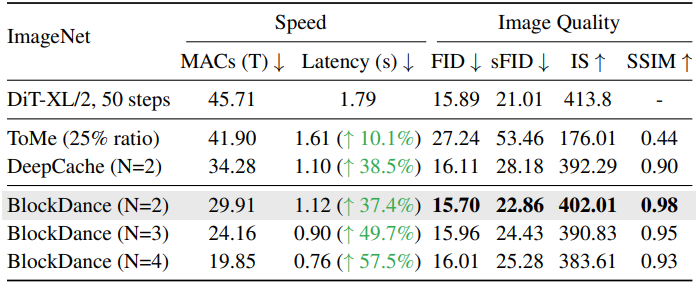 ImageNet Speed Image Quality
MACs (T) ↓ Latency (s) ↓ FID ↓ sFID ↓ IS ↑ SSIM ↑
DiT-XL/2, 50 steps 45.71 1.79 15.89 21.01 413.8 -
ToMe (25% ratio) 41.90 1.61 (↑ 10.1%) 27.24 53.46 176.01 0.44
DeepCache (N=2) 34.28 1.10 (↑ 38.5%) 16.11 28.18 392.29 0.90
BlockDance (N=2) 29.91 1.12 (↑ 37.4%) 15.70 22.86 402.01 0.98
BlockDance (N=3) 24.16 0.90 (↑ 49.7%) 15.96 24.43 390.83 0.95
BlockDance (N=4) 19.85 0.76 (↑ 57.5%) 16.01 25.28 383.61 0.93